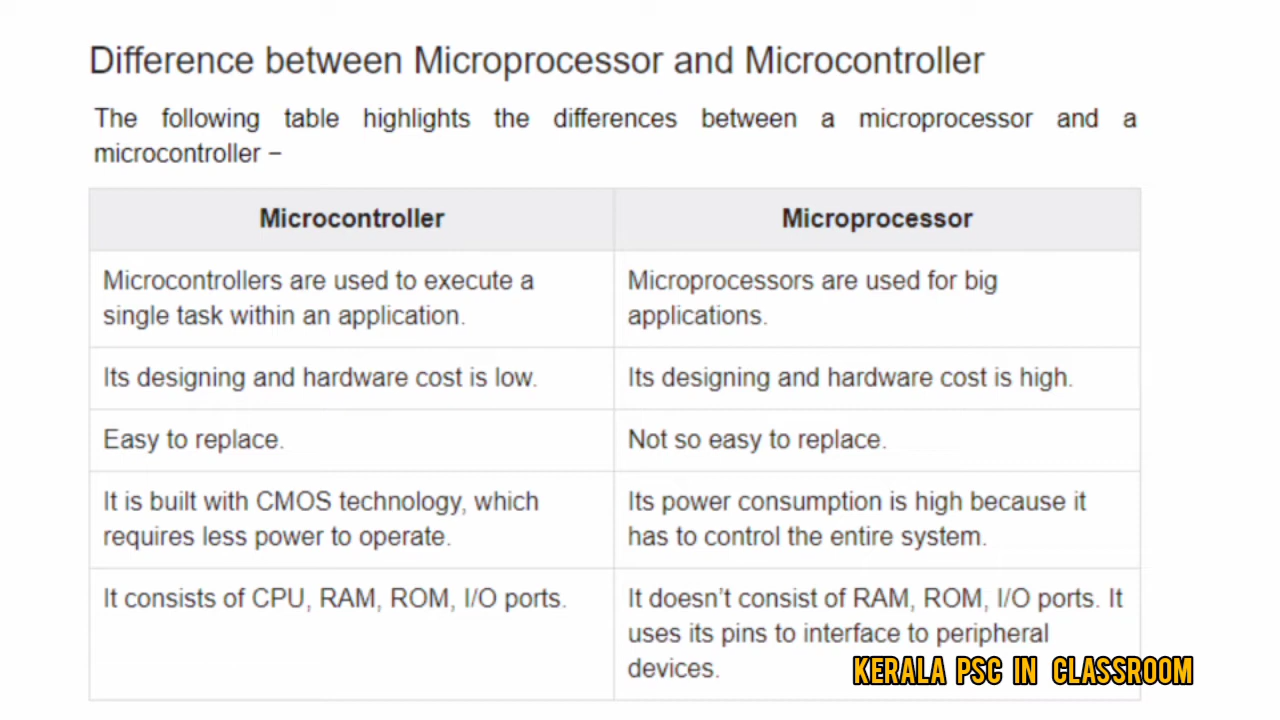 Difference between Microprocessor and Microcontroller
The following table highlights the differences between a microprocessor and a
microcontroller −
Microcontroller
Microprocessor
Microcontrollers are used to execute a
single task within an application.
Microprocessors are used for big
applications.
Its designing and hardware cost is low.
Its designing and hardware cost is high.
Easy to replace.
Not so easy to replace.
It is built with CMOS technology, which
requires less power to operate.
Its power consumption is high because it
has to control the entire system.
It consists of CPU, RAM, ROM, I/O ports.
It doesn’t consist of RAM, ROM, I/O ports. It
uses its pins to interface to peripheral
devices.
KERALA PSC IN CLASSROOM